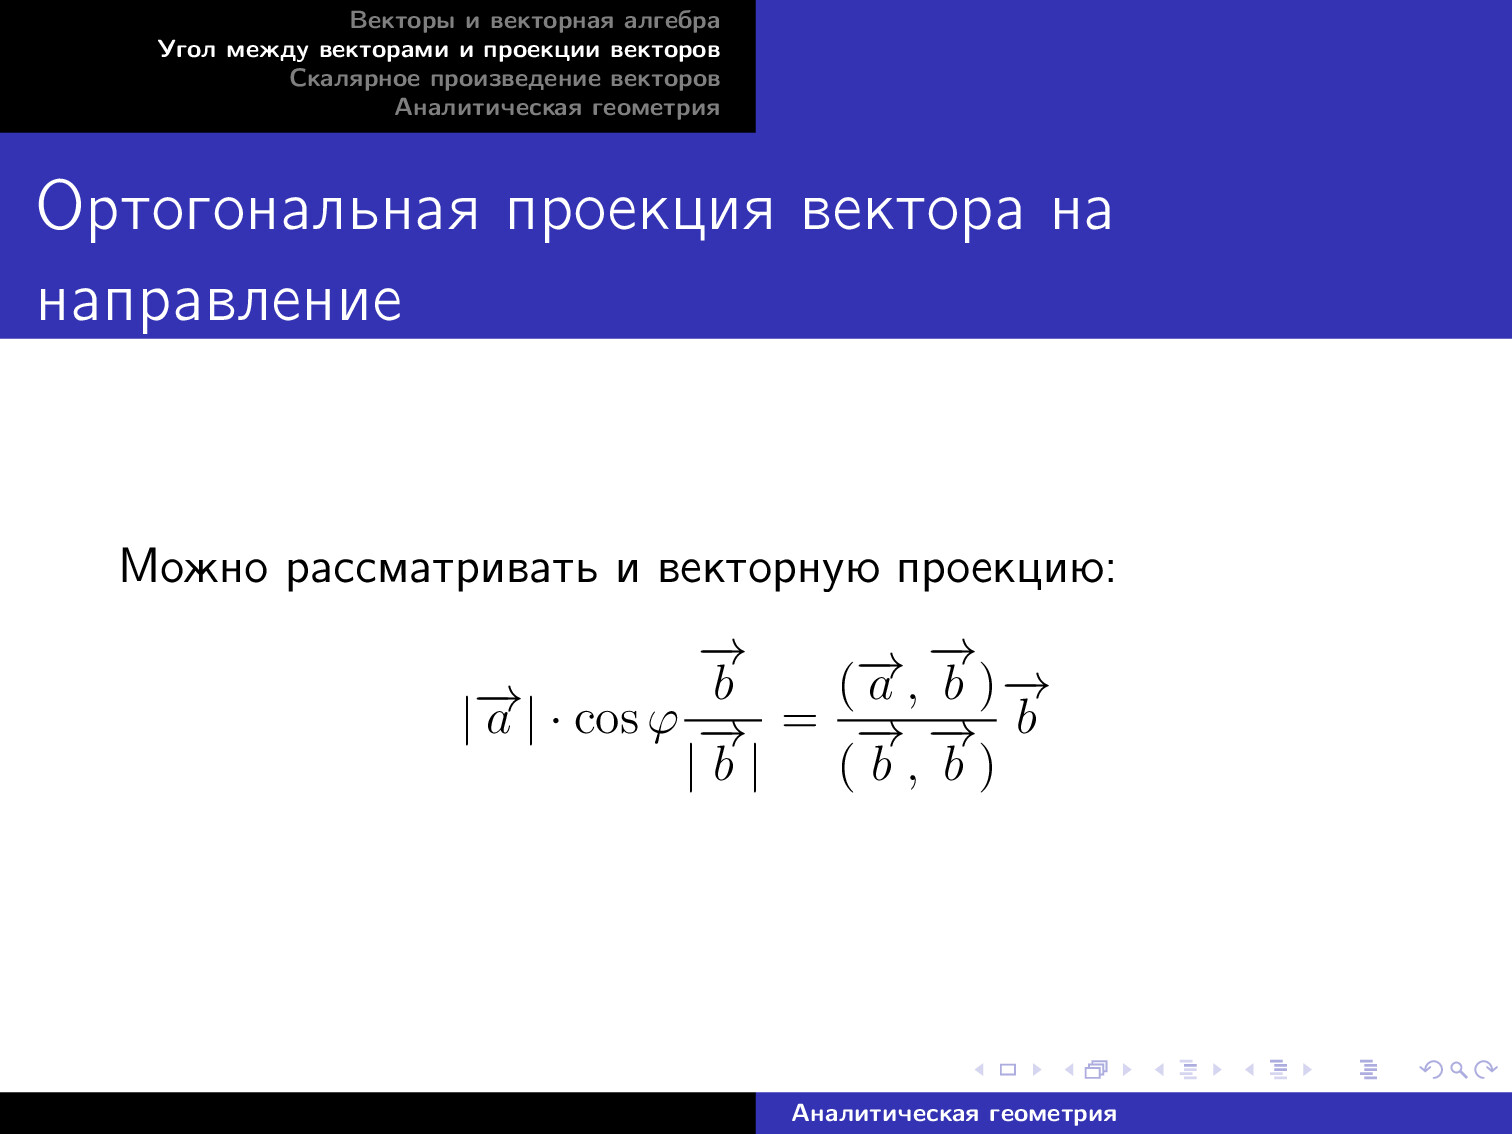 Векторы и векторная алгебра
Угол между векторами и проекции векторов
Скалярное произведение векторов
Аналитическая геометрия
Ортогональная проекция вектора на
направление
Можно рассматривать и векторную проекцию:
$|\overrightarrow{a}| \cdot \cos \varphi \frac{\overrightarrow{b}}{|\overrightarrow{b}|} = \frac{(\overrightarrow{a}, \overrightarrow{b})}{(\overrightarrow{b}, \overrightarrow{b})} \overrightarrow{b}$
Аналитическая геометрия